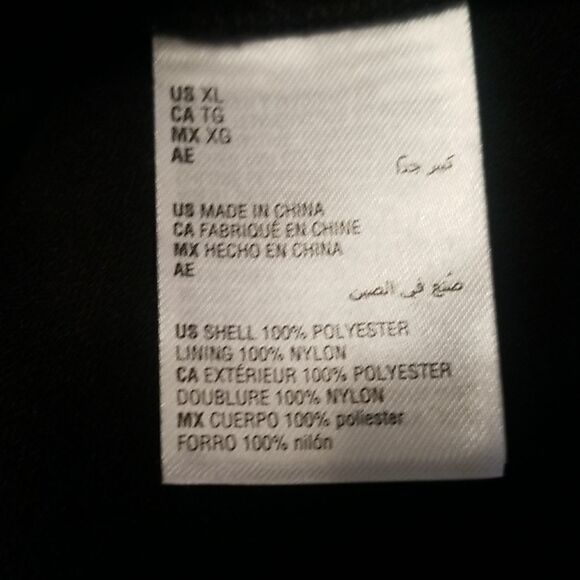 US XL
CA TG
MX XG
AE
كبير جدًا
US MADE IN CHINA
CA FABRIQUÉ EN CHINE
MX HECHO EN CHINA
AE
صُنع في الصين
US SHELL 100% POLYESTER
LINING 100% NYLON
CA EXTÉRIEUR 100% POLYESTER
DOUBLURE 100% NYLON
MX CUERPO 100% poliester
FORRO 100% nilón